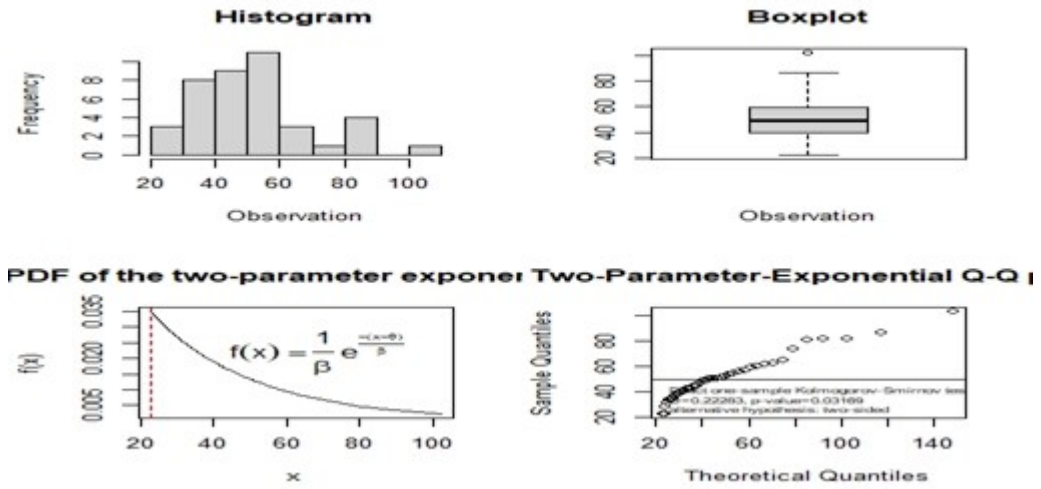 Histogram
Frequency
0 2 4 6 8
20 40 60 80 100
Observation
Boxplot
20 40 60 80
Observation
PDF of the two-parameter exponen
f(x)
0.005 0.020 0.035
f(x) = 1/β e^(-(x-θ)/β)
20 40 60 80 100
x
Two-Parameter-Exponential Q-Q
Sample Quantiles
20 40 60 80
one-sample Kolmogorov-Smirnov tes
=0.22263, p-value=0.03169
alternative hypothesis: two-sided
20 60 100 140
Theoretical Quantiles